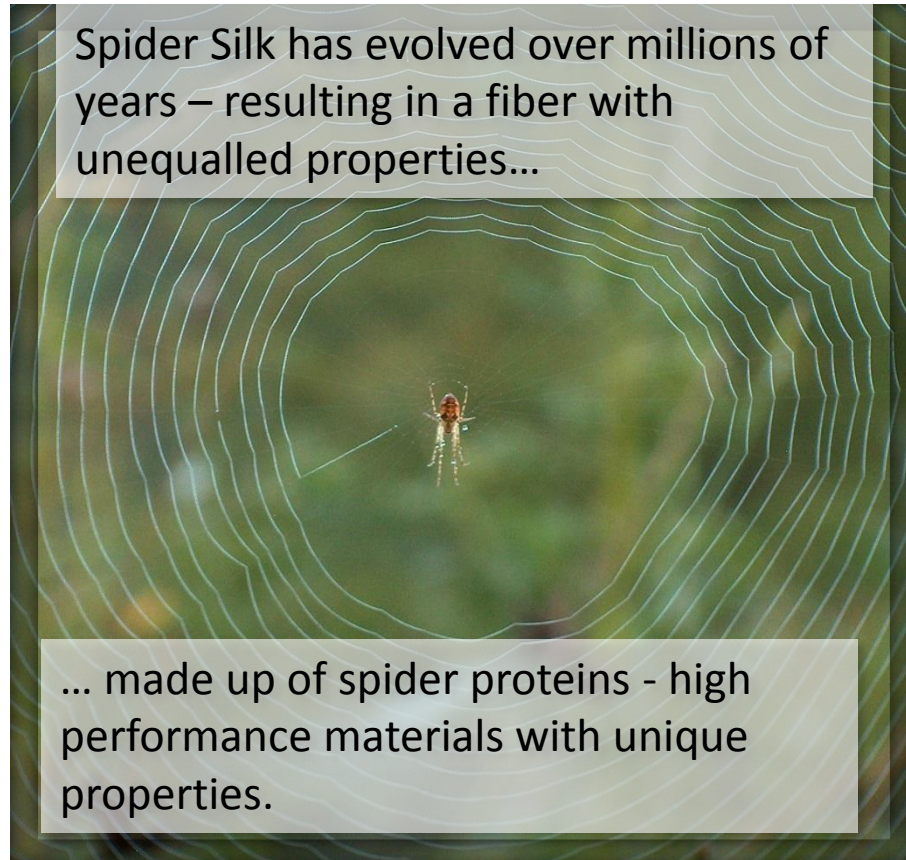 Spider Silk has evolved over millions of
years – resulting in a fiber with
unequalled properties…
… made up of spider proteins - high
performance materials with unique
properties.